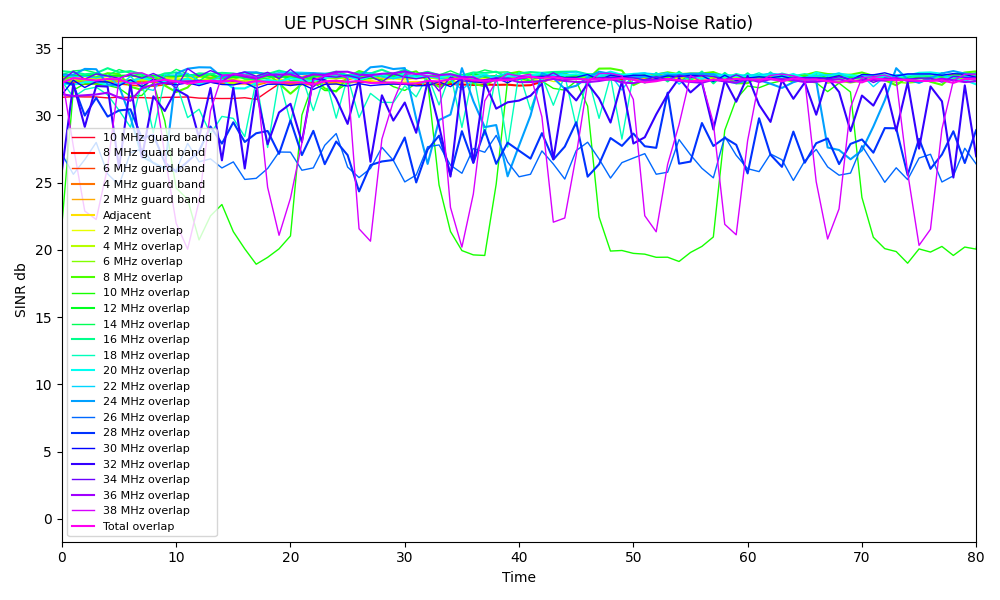 UE PUSCH SINR (Signal-to-Interference-plus-Noise Ratio)
SINR db
35
30
25
20
15
10
5
0
10 MHz guard band
8 MHz guard band
6 MHz guard band
4 MHz guard band
2 MHz guard band
Adjacent
2 MHz overlap
4 MHz overlap
6 MHz overlap
8 MHz overlap
10 MHz overlap
12 MHz overlap
14 MHz overlap
16 MHz overlap
18 MHz overlap
20 MHz overlap
22 MHz overlap
24 MHz overlap
26 MHz overlap
28 MHz overlap
30 MHz overlap
32 MHz overlap
34 MHz overlap
36 MHz overlap
38 MHz overlap
Total overlap
0 10 20 30 40 50 60 70 80
Time